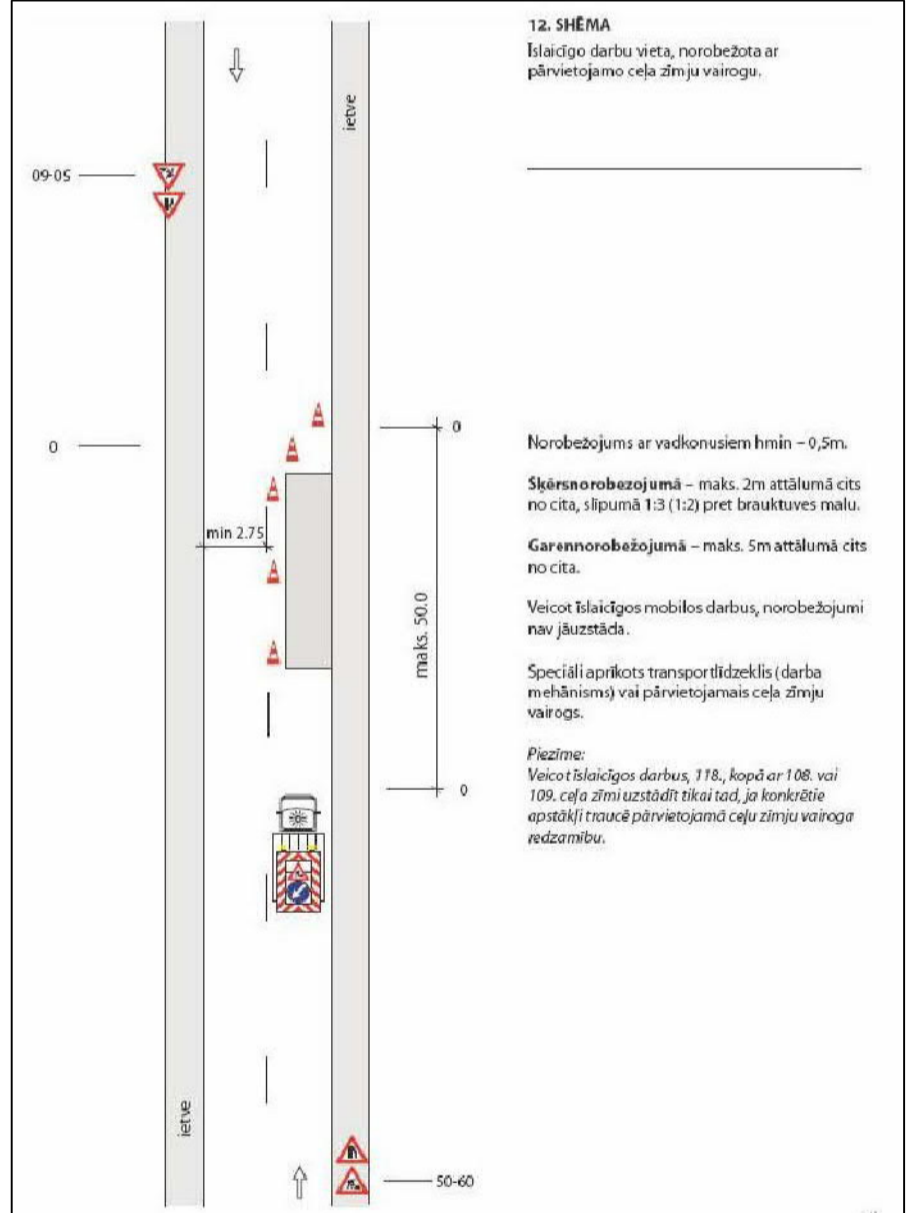 12. SHĒMA
Īslaicīgo darbu vieta, norobežota ar
pārvietojamo ceļa zīmju vairogu.
ietve
09-05
0
0
min 2.75
maks. 50.0
0
Norobežojums ar vadkonusiem hmin – 0,5m.
Šķērsnorobezojumā – maks. 2m attālumā cits
no cita, slīpumā 1:3 (1:2) pret brauktuves malu.
Garennorobežojumā – maks. 5m attālumā cits
no cita.
Veicot īslaicīgos mobilos darbus, norobežojumi
nav jāuzstāda.
Speciāli aprīkots transportlīdzeklis (darba
mehānisms) vai pārvietojamais ceļa zīmju
vairogs.
Piezīme:
Veicot īslaicīgos darbus, 118., kopā ar 108. vai
109. ceļa zīmi uzstādīt tikai tad, ja konkrētie
apstākļi traucē pārvietojamā ceļu zīmju vairoga
redzamību.
ietve
50-60